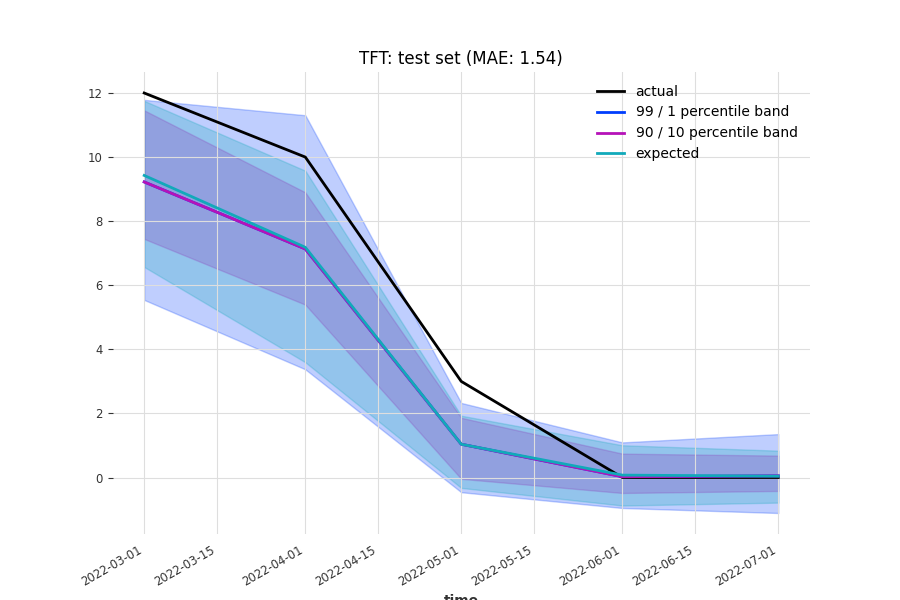 TFT: test set (MAE: 1.54)
actual
99 / 1 percentile band
90 / 10 percentile band
expected
12
10
8
6
4
2
0
2022-03-01
2022-03-15
2022-04-01
2022-04-15
2022-05-01
2022-05-15
2022-06-01
2022-06-15
2022-07-01
time